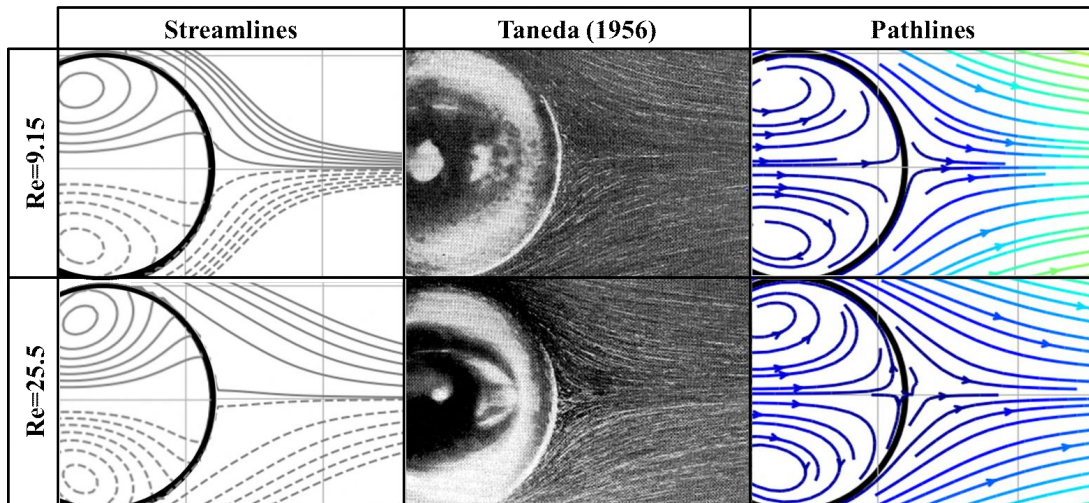 Streamlines
Taneda (1956)
Pathlines
Re=9.15
Re=25.5